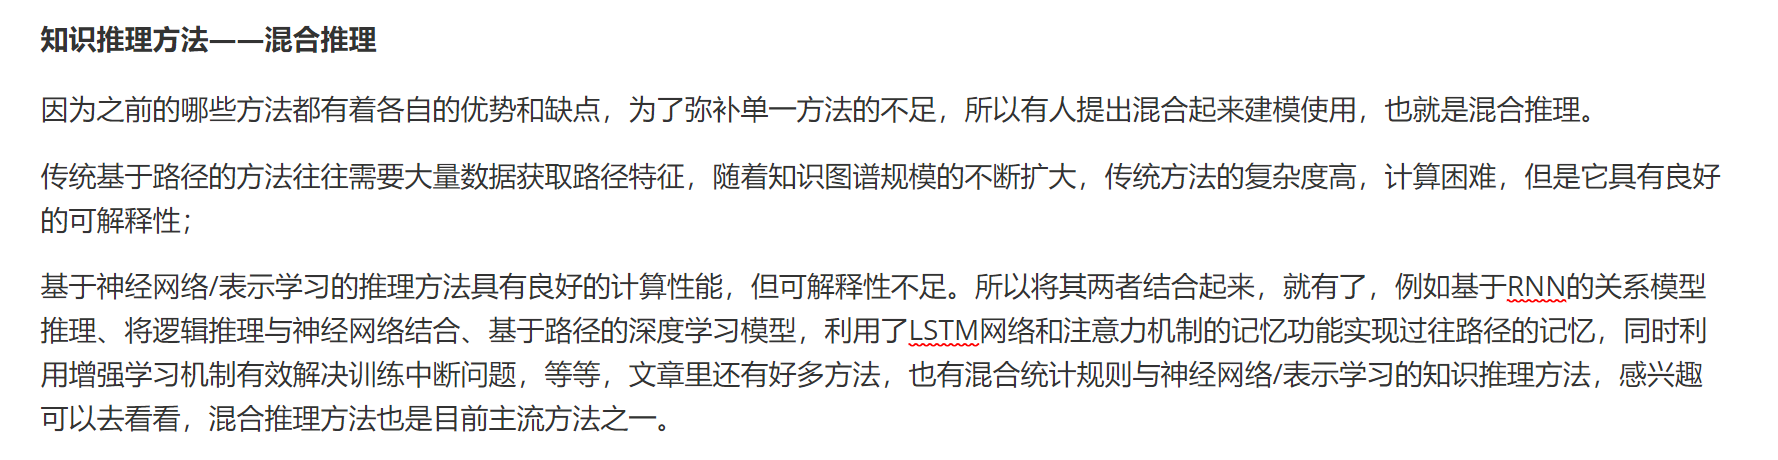 知识推理方法——混合推理
因为之前的哪些方法都有着各自的优势和缺点，为了弥补单一方法的不足，所以有人提出混合起来建模使用，也就是混合推理。
传统基于路径的方法往往需要大量数据获取路径特征，随着知识图谱规模的不断扩大，传统方法的复杂度高，计算困难，但是它具有良好
的可解释性；
基于神经网络/表示学习的推理方法具有良好的计算性能，但可解释性不足。所以将其两者结合起来，就有了，例如基于RNN的关系模型
推理、将逻辑推理与神经网络结合、基于路径的深度学习模型，利用了LSTM网络和注意力机制的记忆功能实现过往路径的记忆，同时利
用增强学习机制有效解决训练中断问题，等等，文章里还有好多方法，也有混合统计规则与神经网络/表示学习的知识推理方法，感兴趣
可以去看看，混合推理方法也是目前主流方法之一。